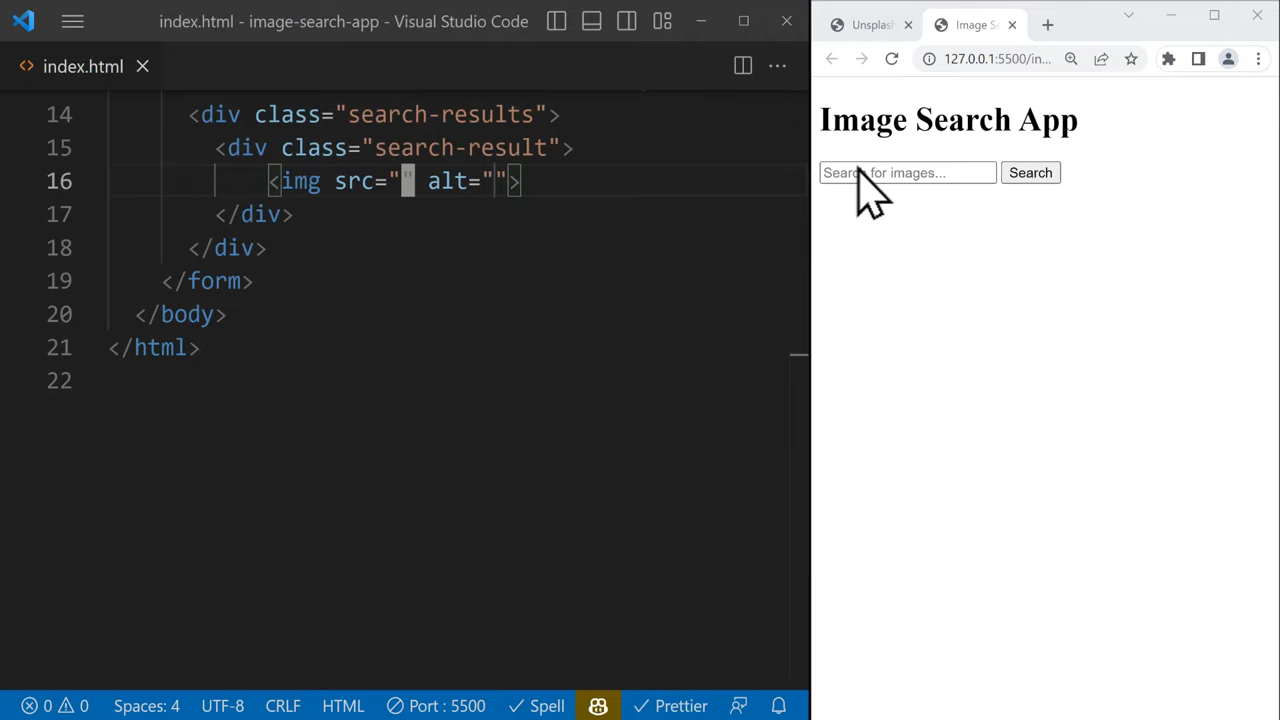 index.html - image-search-app - Visual Studio Code
index.html
14 <div class="search-results">
15 <div class="search-result">
16 <img src="" alt="">
17 </div>
18 </div>
19 </form>
20 </body>
21 </html>
22
0 0 Spaces: 4 UTF-8 CRLF HTML Port : 5500 Spell Prettier
Unsplash Image Se
127.0.0.1:5500/in...
Image Search App
Search for images... Search